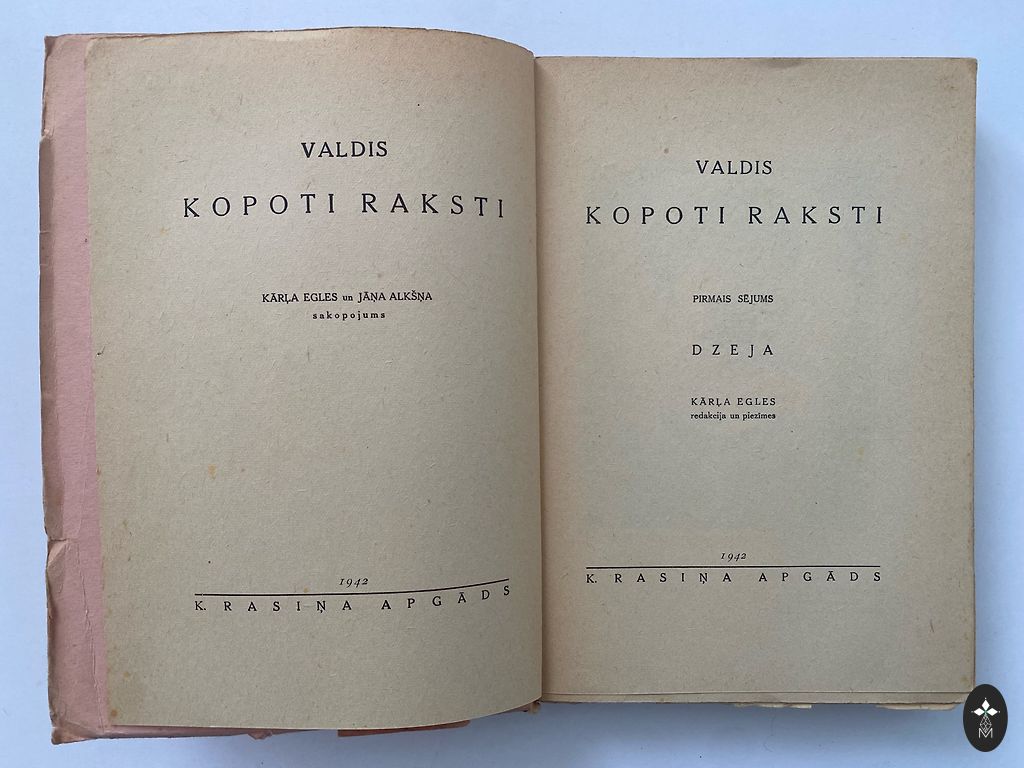 VALDIS
KOPOTI RAKSTI
KĀRĻA EGLES un JĀŅA ALKŠŅA
sakopojums
1942
K. RASIŅA APGĀDS
VALDIS
KOPOTI RAKSTI
PIRMAIS SĒJUMS
DZEJA
KĀRĻA EGLES
redakcija un piezīmes
1942
K. RASIŅA APGĀDS
M